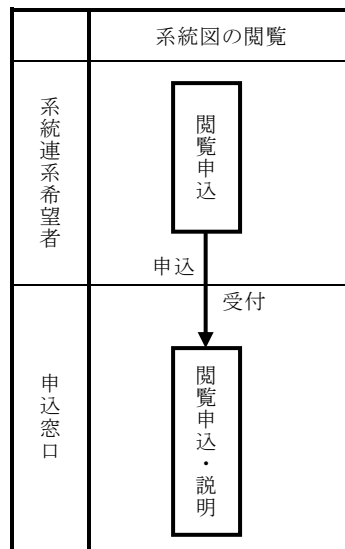 系統図の閲覧
系統連系希望者
閲覧申込
申込
受付
申込窓口
閲覧申込・説明